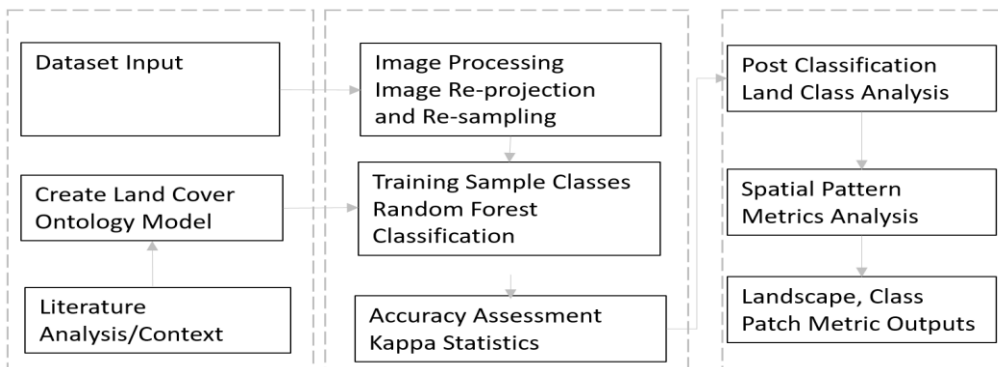 Dataset Input
Create Land Cover
Ontology Model
Literature
Analysis/Context
Image Processing
Image Re-projection
and Re-sampling
Training Sample Classes
Random Forest
Classification
Accuracy Assessment
Kappa Statistics
Post Classification
Land Class Analysis
Spatial Pattern
Metrics Analysis
Landscape, Class
Patch Metric Outputs